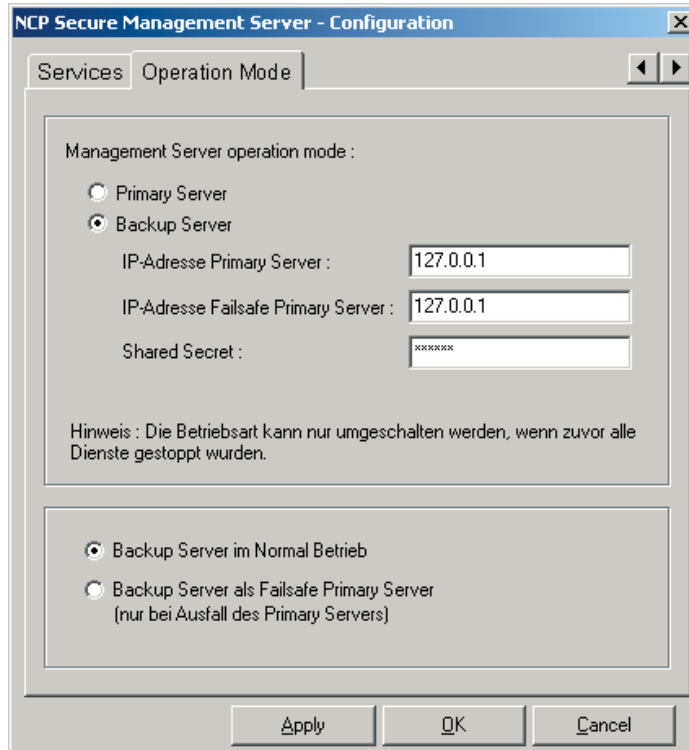 NCP Secure Management Server - Configuration
Services
Operation Mode
Management Server operation mode :
Primary Server
Backup Server
IP-Adresse Primary Server :
127.0.0.1
IP-Adresse Failsafe Primary Server :
127.0.0.1
Shared Secret :
xxxxxx
Hinweis : Die Betriebsart kann nur umgeschalten werden, wenn zuvor alle
Dienste gestoppt wurden.
Backup Server im Normal Betrieb
Backup Server als Failsafe Primary Server
(nur bei Ausfall des Primary Servers)
Apply
OK
Cancel